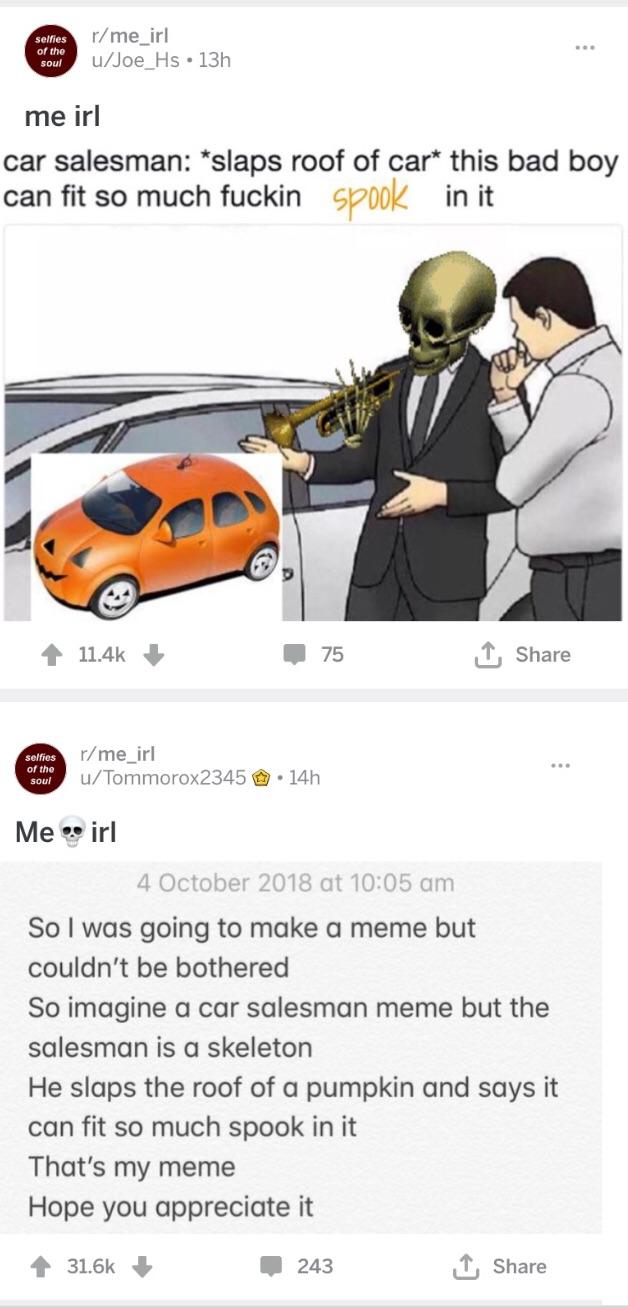 selfies
of the
soul
r/me_irl
u/Joe_Hs • 13h
me irl
car salesman: *slaps roof of car* this bad boy
can fit so much fuckin spook in it
11.4k
75
Share
selfies
of the
soul
r/me_irl
u/Tommorox2345 • 14h
Me💀irl
4 October 2018 at 10:05 am
So I was going to make a meme but
couldn't be bothered
So imagine a car salesman meme but the
salesman is a skeleton
He slaps the roof of a pumpkin and says it
can fit so much spook in it
That's my meme
Hope you appreciate it
31.6k
243
Share